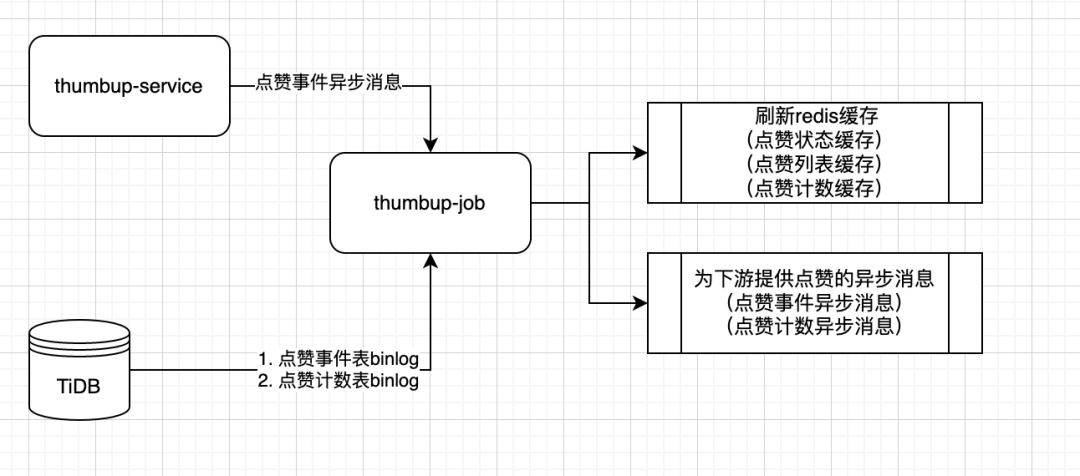 thumbup-service
点赞事件异步消息
thumbup-job
刷新redis缓存
（点赞状态缓存）
（点赞列表缓存）
（点赞计数缓存）
为下游提供点赞的异步消息
（点赞事件异步消息）
（点赞计数异步消息）
TiDB
1. 点赞事件表binlog
2. 点赞计数表binlog